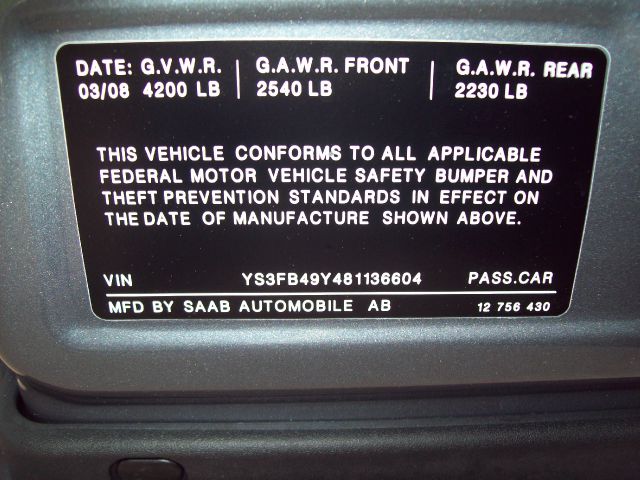 DATE: G.V.W.R. | G.A.W.R. FRONT | G.A.W.R. REAR
03/08 4200 LB | 2540 LB | 2230 LB
THIS VEHICLE CONFORMS TO ALL APPLICABLE
FEDERAL MOTOR VEHICLE SAFETY BUMPER AND
THEFT PREVENTION STANDARDS IN EFFECT ON
THE DATE OF MANUFACTURE SHOWN ABOVE.
VIN YS3FB49Y481136604 PASS.CAR
MFD BY SAAB AUTOMOBILE AB 12 756 430